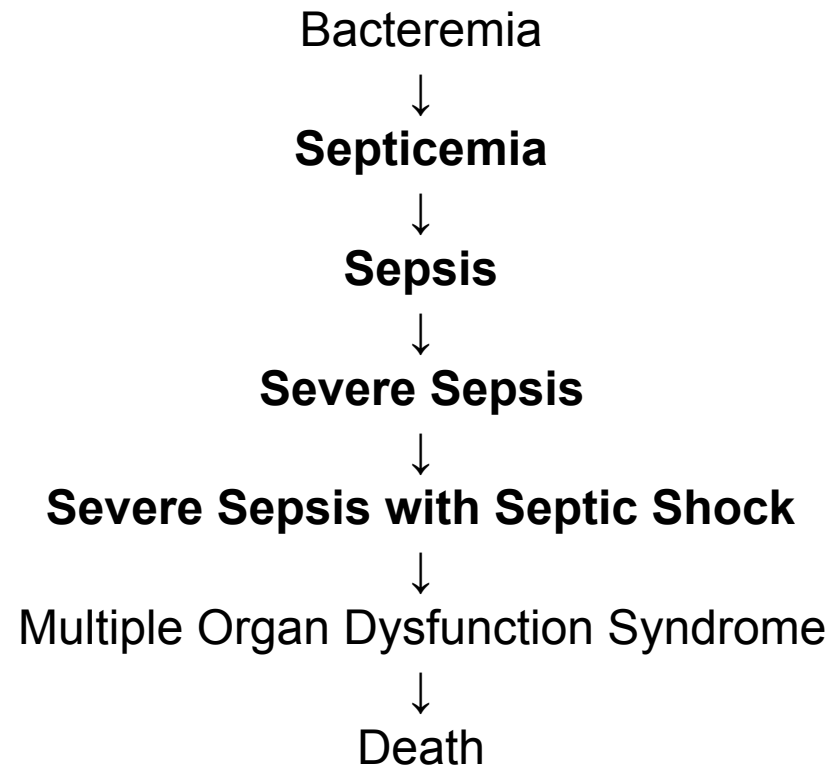 Bacteremia
↓
Septicemia
↓
Sepsis
↓
Severe Sepsis
↓
Severe Sepsis with Septic Shock
↓
Multiple Organ Dysfunction Syndrome
↓
Death